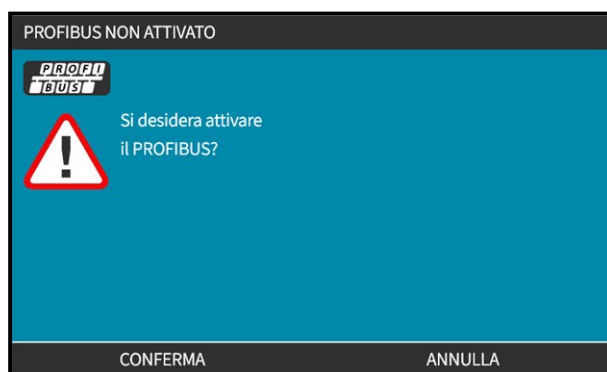 PROFIBUS NON ATTIVATO
PROFI
BUS
Si desidera attivare
il PROFIBUS?
CONFERMA ANNULLA